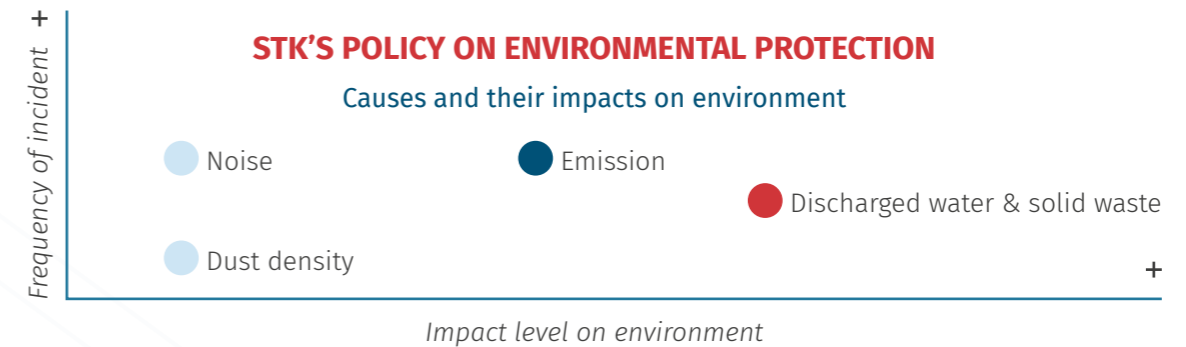 +
Frequency of incident
STK'S POLICY ON ENVIRONMENTAL PROTECTION
Causes and their impacts on environment
Noise
Emission
Discharged water & solid waste
Dust density
+
Impact level on environment